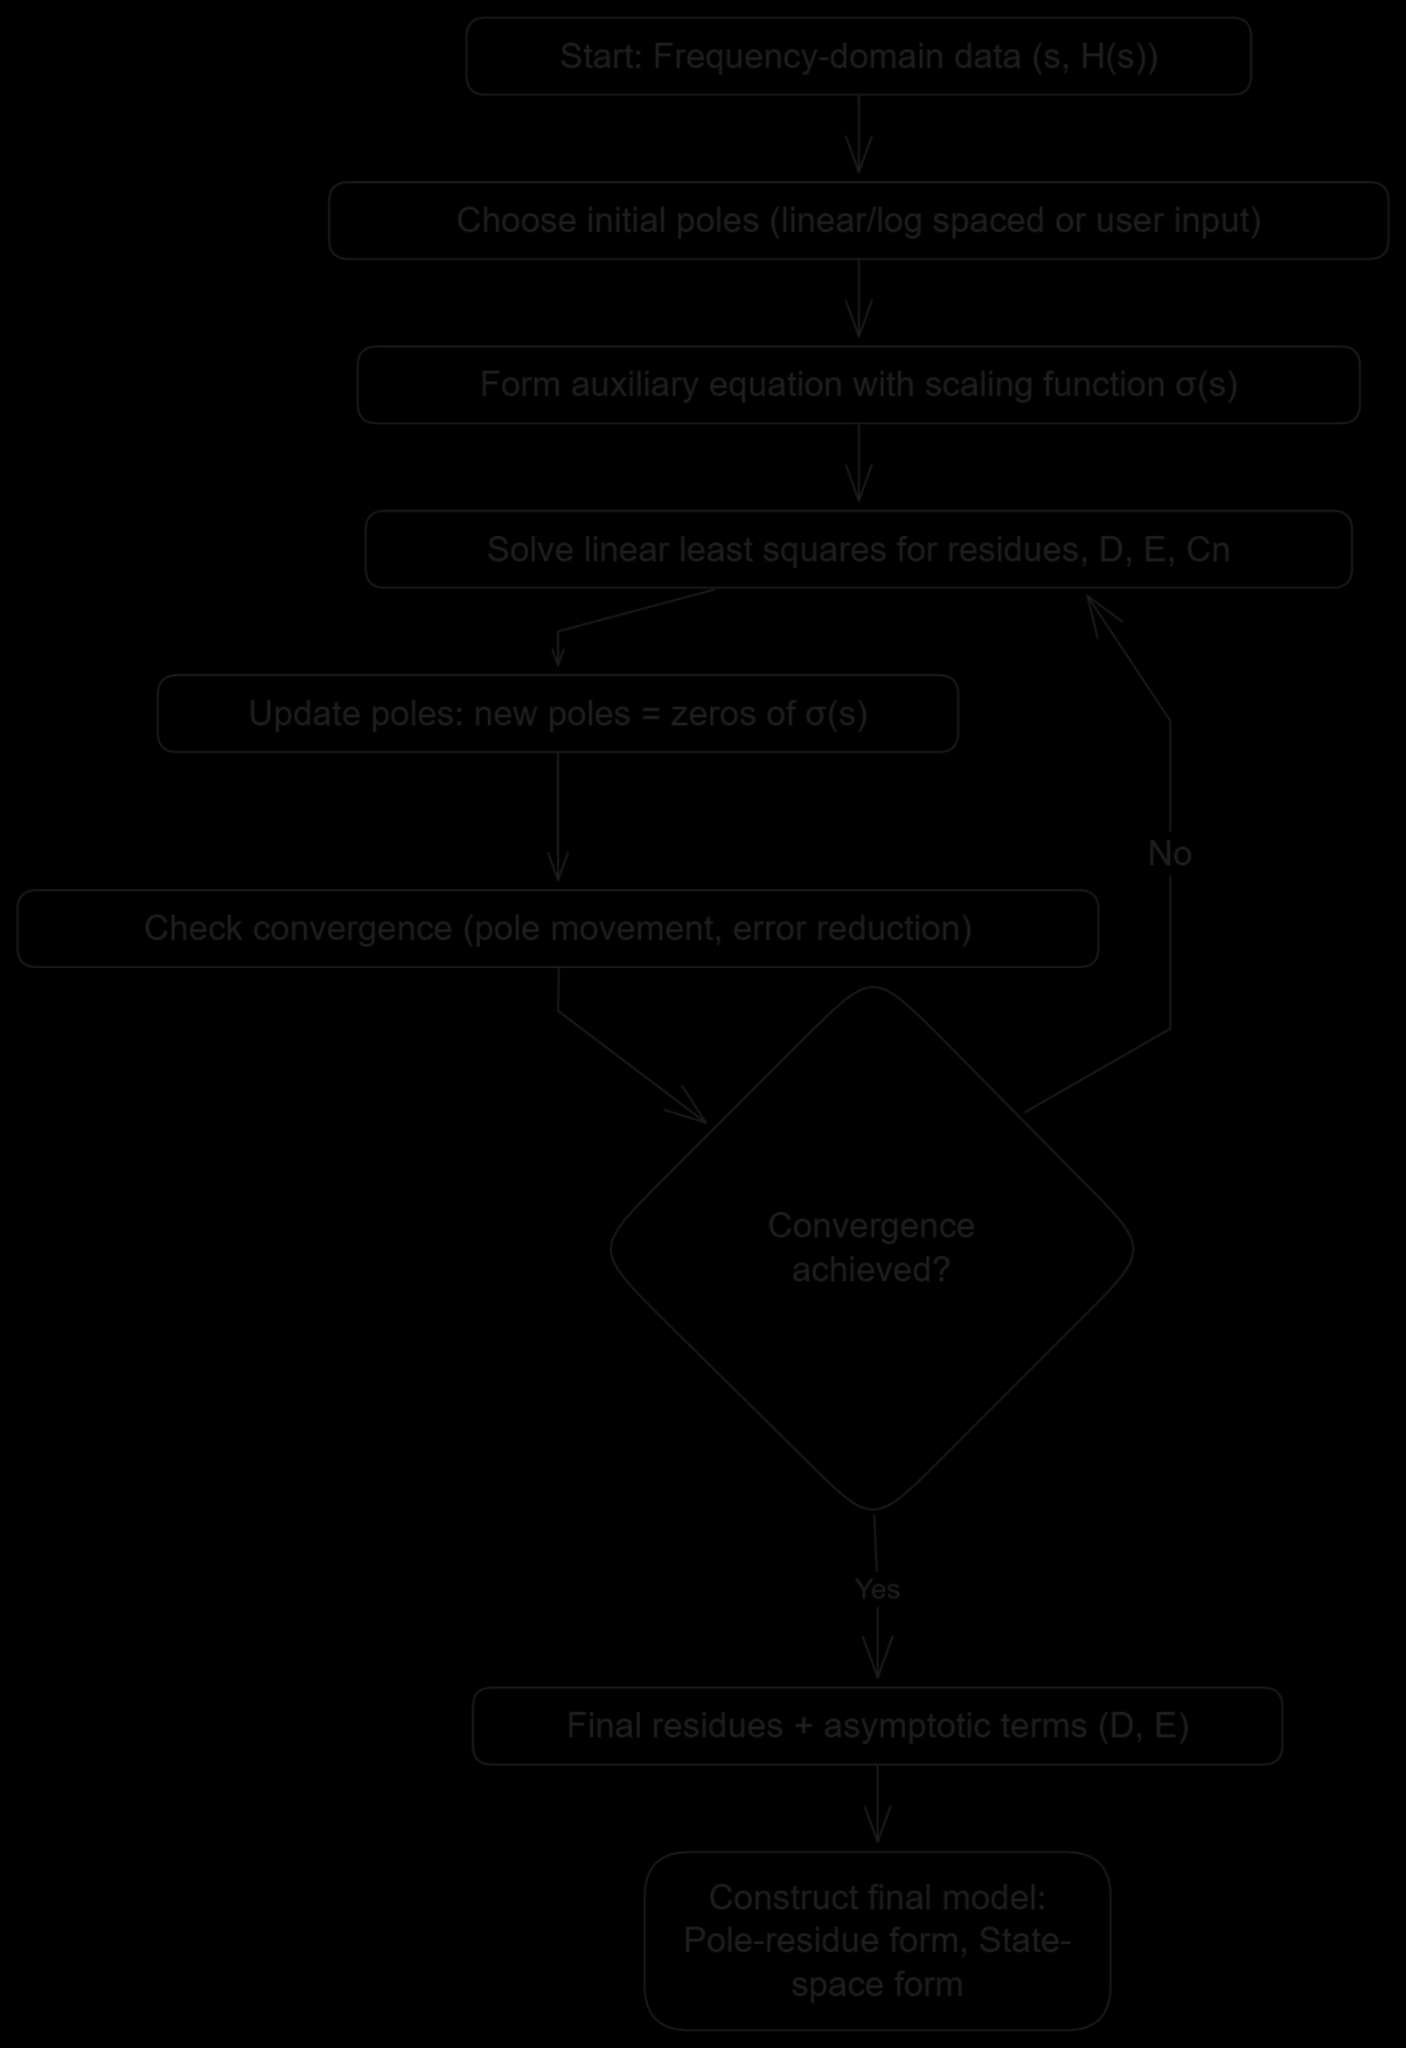 Start: Frequency-domain data (s, H(s))
Choose initial poles (linear/log spaced or user input)
Form auxiliary equation with scaling function σ(s)
Solve linear least squares for residues, D, E, Cn
Update poles: new poles = zeros of σ(s)
No
Check convergence (pole movement, error reduction)
Convergence
achieved?
Yes
Final residues + asymptotic terms (D, E)
Construct final model:
Pole-residue form, State-
space form